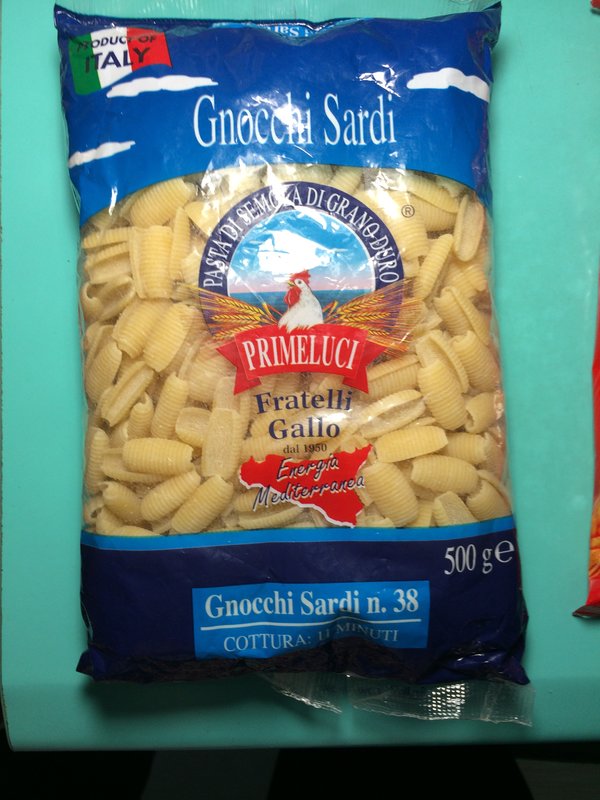 PRODUCT OF
ITALY
Gnocchi Sardi
PASTA DI SEMOLA DI GRANO DURO
®
PRIMELUCI
Fratelli
Gallo
dal 1950
Energia
Mediterranea
500 g e
Gnocchi Sardi n. 38
COTTURA: 11 MINUTI